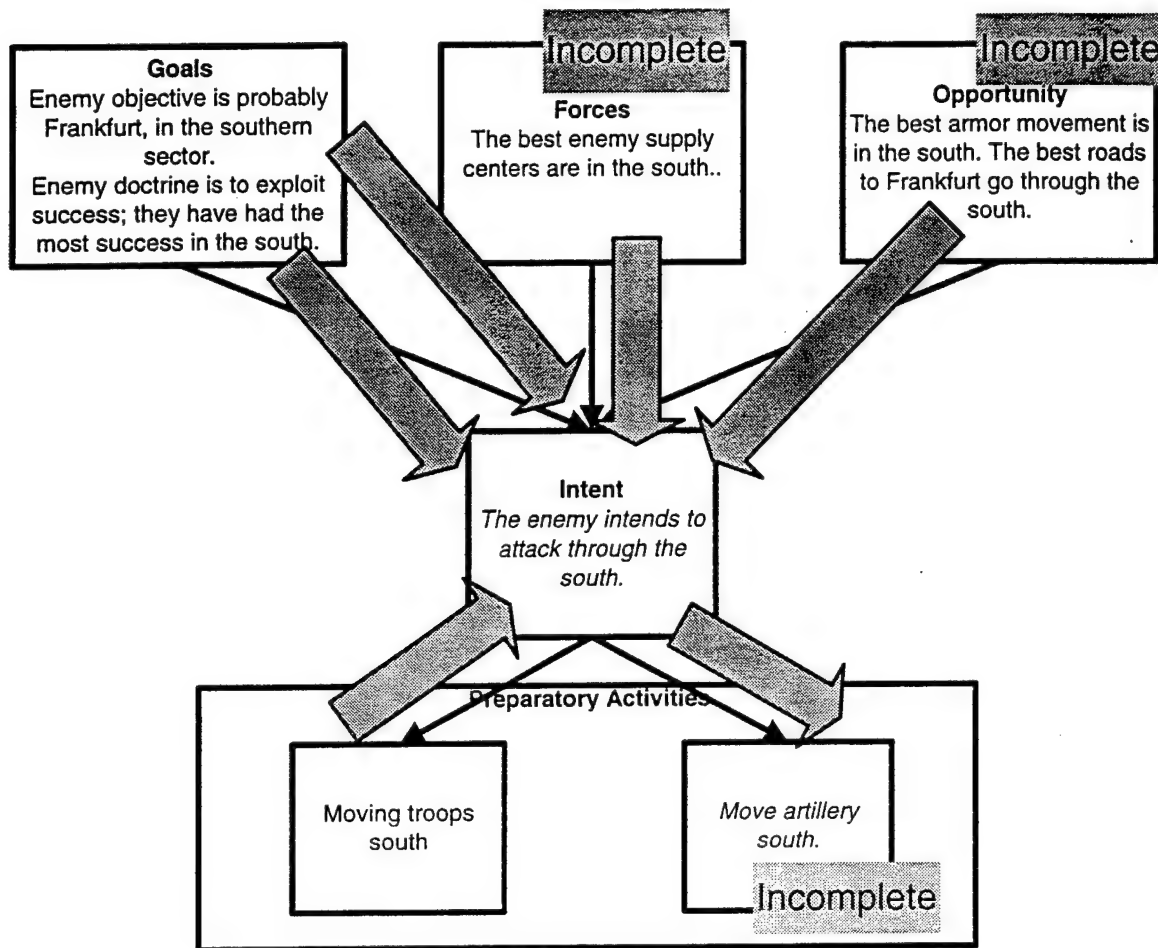 Goals
Enemy objective is probably
Frankfurt, in the southern
sector.
Enemy doctrine is to exploit
success; they have had the
most success in the south.
Incomplete
Forces
The best enemy supply
centers are in the south..
Incomplete
Opportunity
The best armor movement is
in the south. The best roads
to Frankfurt go through the
south.
Intent
The enemy intends to
attack through the
south.
Preparatory Activities
Moving troops
south
Move artillery
south.
Incomplete